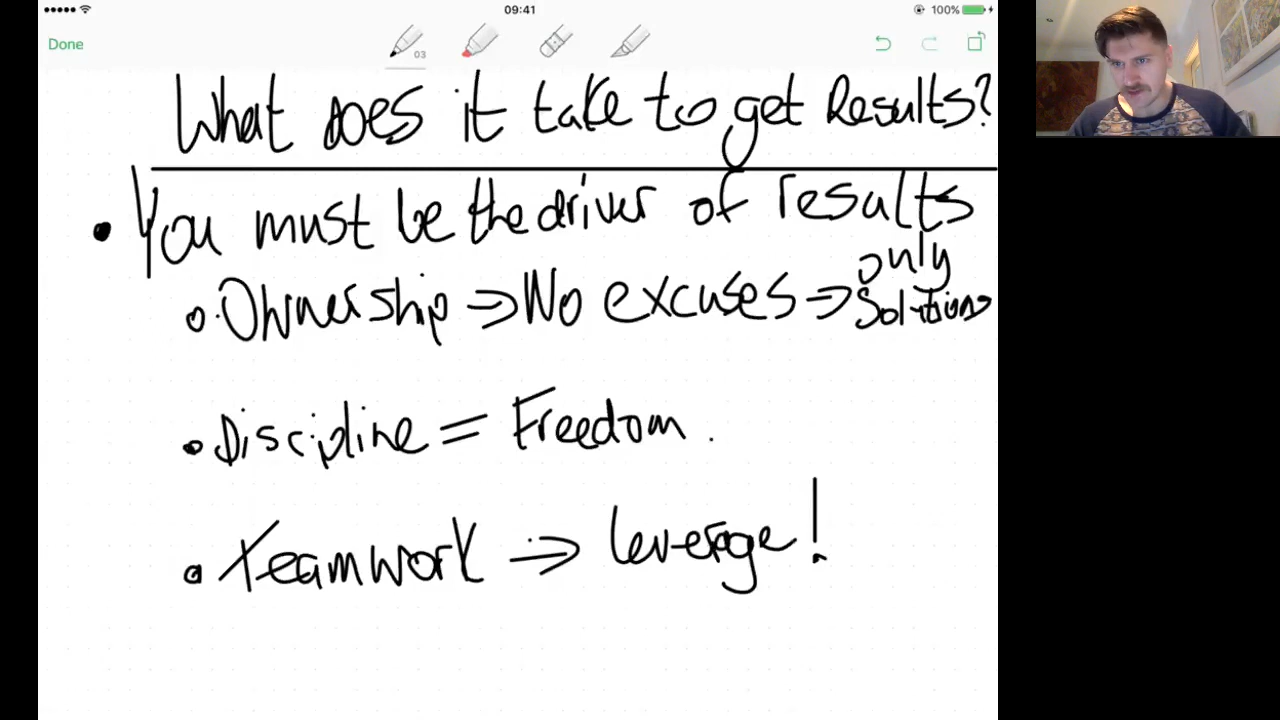 09:41
100%
Done
03
What does it take to get Results?
You must be the driver of results
Ownership ⇒ No excuses ⇒ only Solutions
Discipline = Freedom.
Teamwork ⇒ leverage!